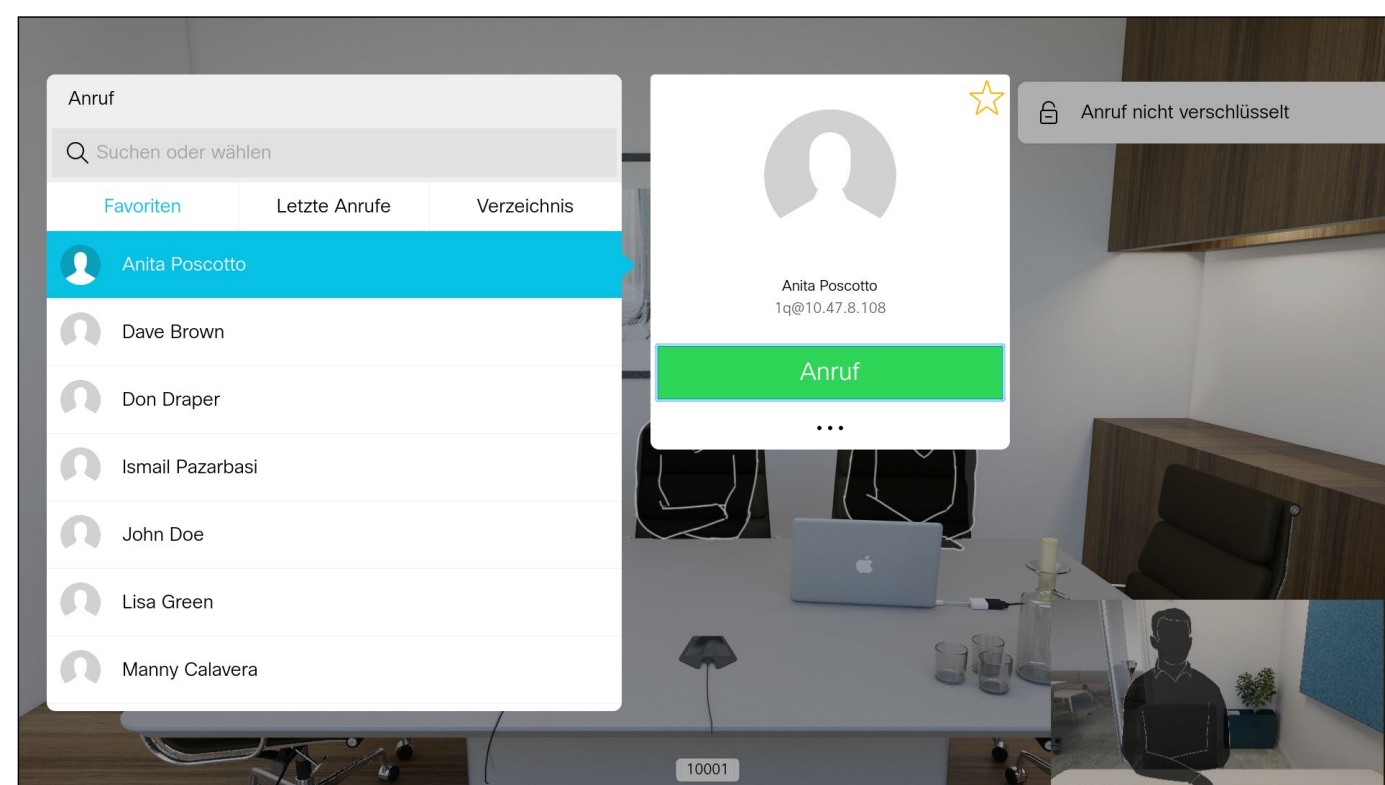 Anruf
Suchen oder wählen
Favoriten Letzte Anrufe Verzeichnis
Anita Poscotto
Dave Brown
Don Draper
Ismail Pazarbasi
John Doe
Lisa Green
Manny Calavera
Anita Poscotto
1q@10.47.8.108
Anruf
Anruf nicht verschlüsselt
10001